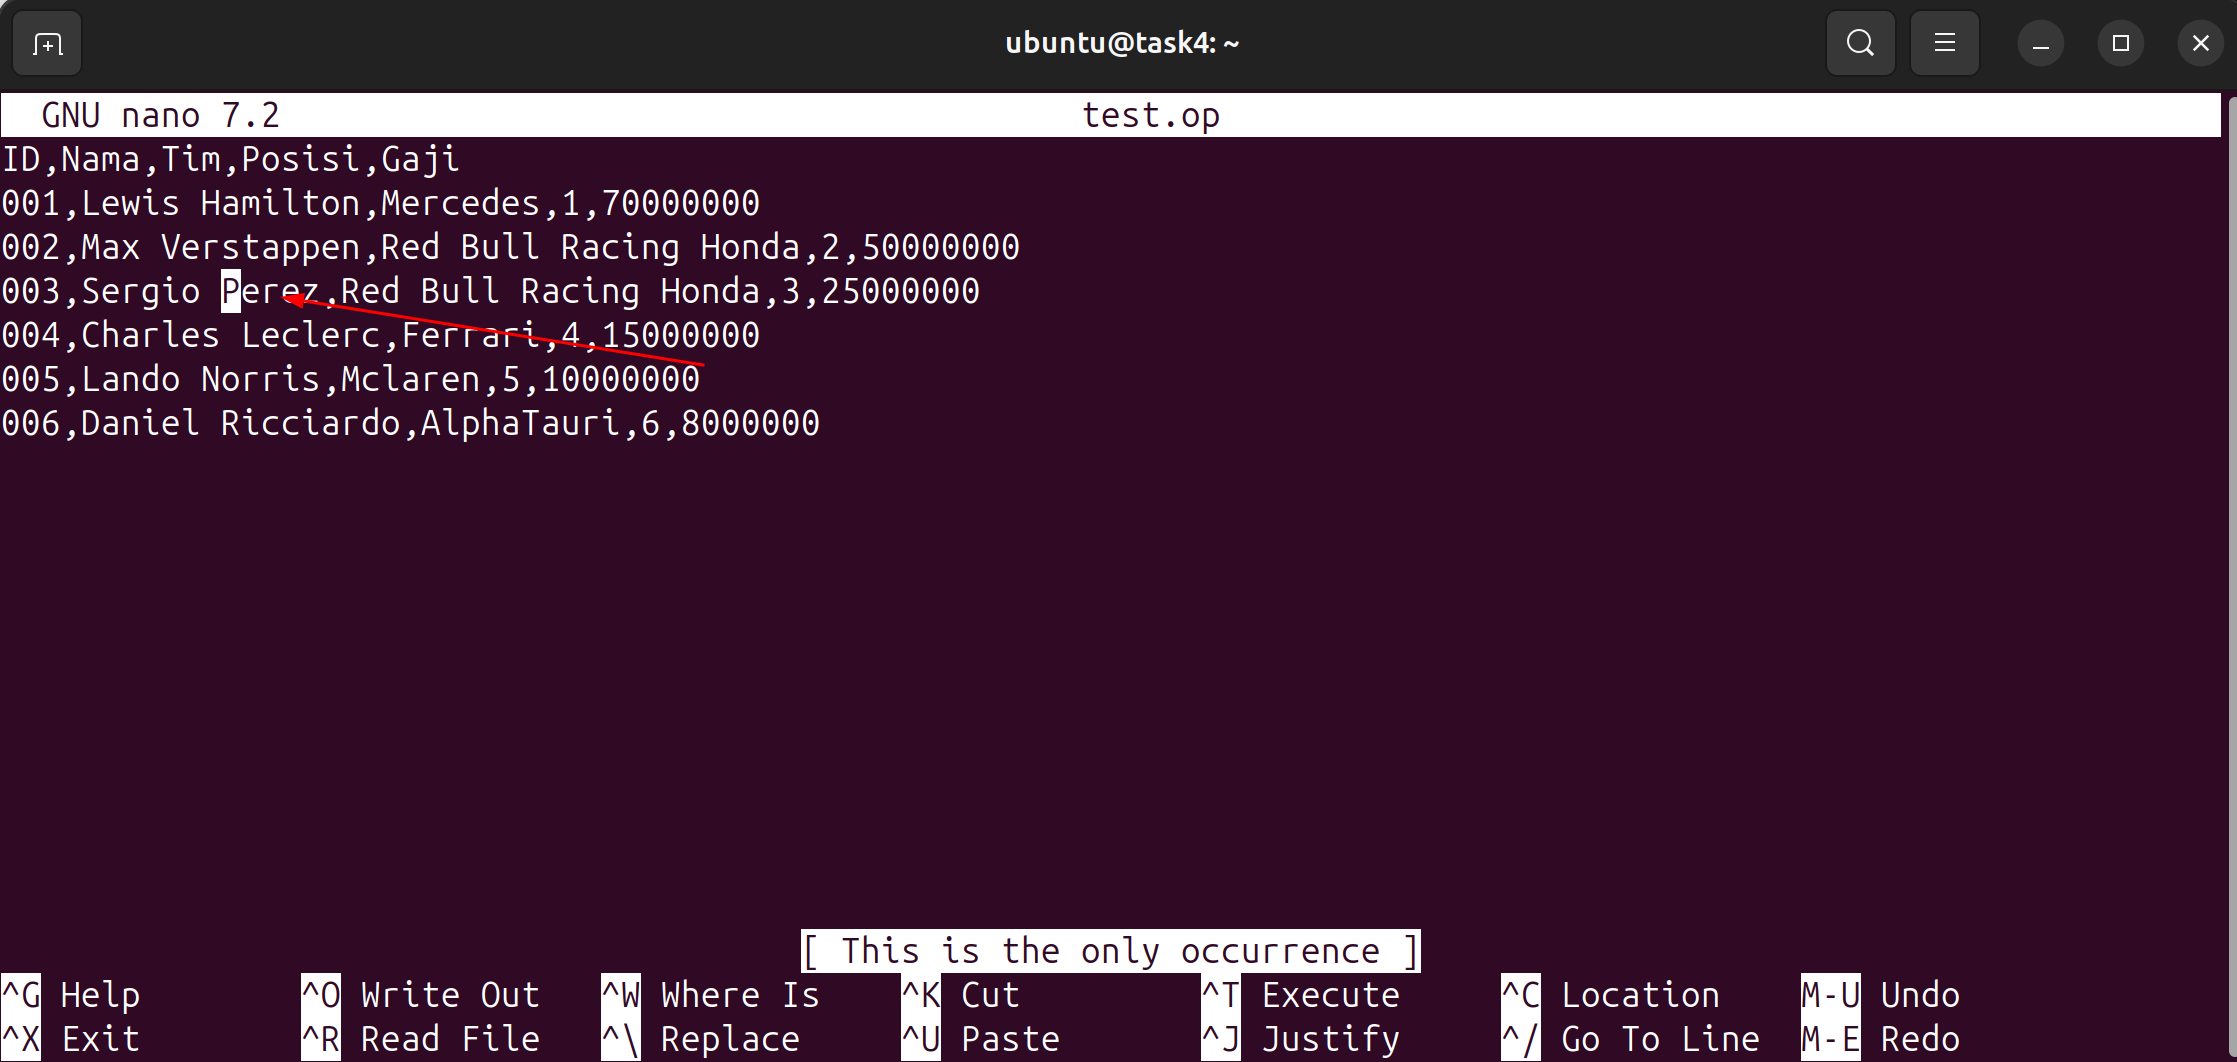 ubuntu@task4: ~
GNU nano 7.2 test.op
ID,Nama,Tim,Posisi,Gaji
001,Lewis Hamilton,Mercedes,1,70000000
002,Max Verstappen,Red Bull Racing Honda,2,50000000
003,Sergio Perez,Red Bull Racing Honda,3,25000000
004,Charles Leclerc,Ferrari,4,15000000
005,Lando Norris,Mclaren,5,10000000
006,Daniel Ricciardo,AlphaTauri,6,8000000
[ This is the only occurrence ]
^G Help ^O Write Out ^W Where Is ^K Cut ^T Execute ^C Location M-U Undo
^X Exit ^R Read File ^\ Replace ^U Paste ^J Justify ^/ Go To Line M-E Redo